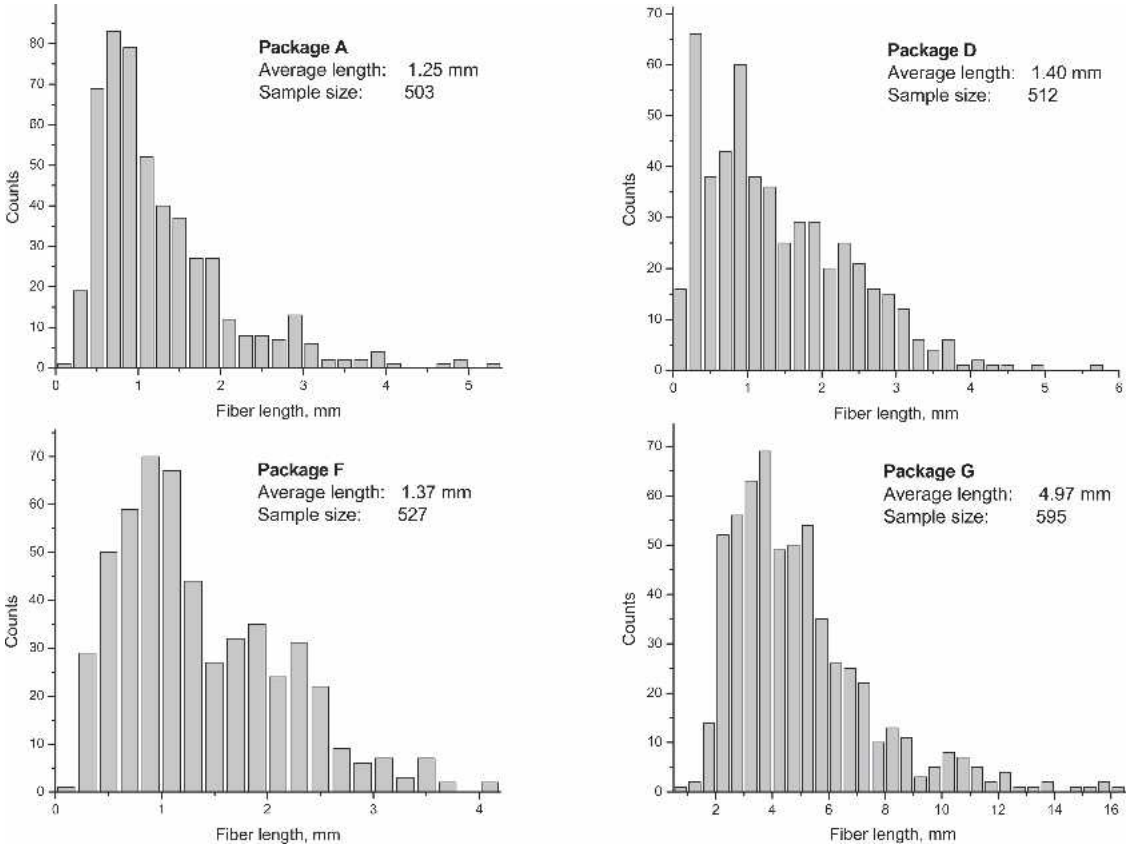 Package A
Average length: 1.25 mm
Sample size: 503
Counts
80
70
60
50
40
30
20
10
0
0 1 2 3 4 5
Fiber length, mm
Package D
Average length: 1.40 mm
Sample size: 512
Counts
70
60
50
40
30
20
10
0
0 1 2 3 4 5 6
Fiber length, mm
Package F
Average length: 1.37 mm
Sample size: 527
Counts
70
60
50
40
30
20
10
0
0 1 2 3 4
Fiber length, mm
Package G
Average length: 4.97 mm
Sample size: 595
Counts
70
60
50
40
30
20
10
0
2 4 6 8 10 12 14 16
Fiber length, mm